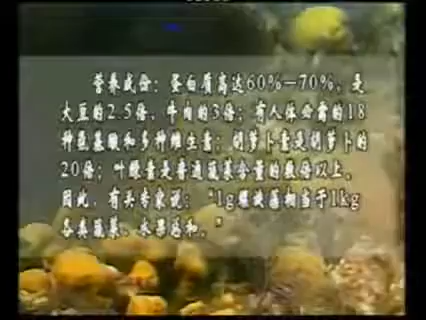 营养成份：蛋白质高达60%—70%，是
大豆的2.5倍，牛肉的3倍；有人体必需的18
种氨基酸和多种维生素；胡萝卜素是胡萝卜的
20倍；叶绿素是普通蔬菜含量的数倍以上。
因此，有关专家说：“1g螺旋藻相当于1kg
各类蔬菜、水果总和。”